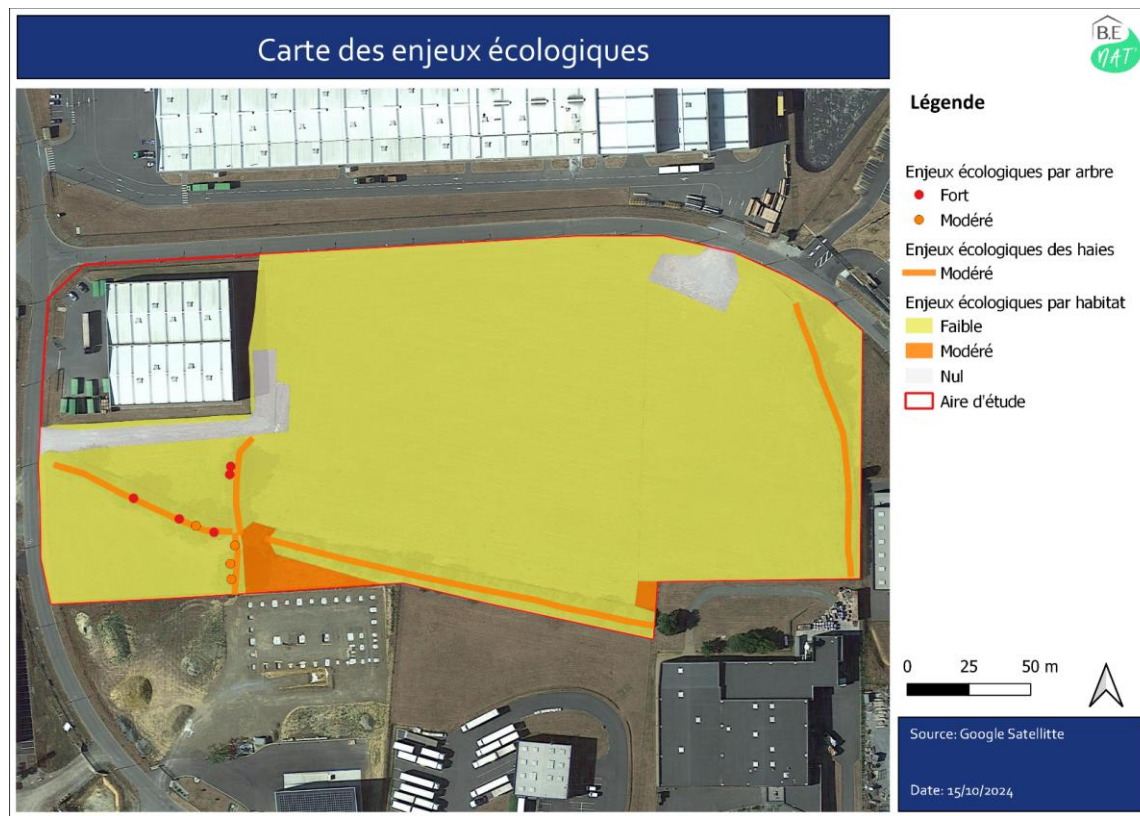 Carte des enjeux écologiques
B.E
NAT'
Légende
Enjeux écologiques par arbre
Fort
Modéré
Enjeux écologiques des haies
Modéré
Enjeux écologiques par habitat
Faible
Modéré
Nul
Aire d'étude
0 25 50 m
Source: Google Satellitte
Date: 15/10/2024